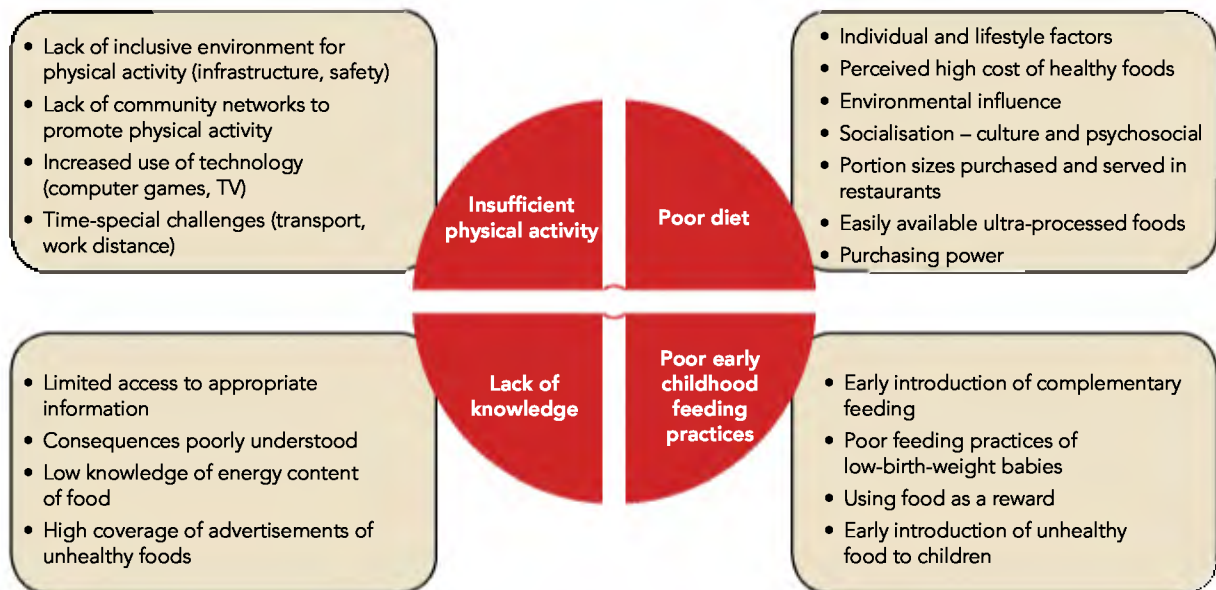 • Lack of inclusive environment for
physical activity (infrastructure, safety)
• Lack of community networks to
promote physical activity
• Increased use of technology
(computer games, TV)
• Time-special challenges (transport,
work distance)
• Individual and lifestyle factors
• Perceived high cost of healthy foods
• Environmental influence
• Socialisation – culture and psychosocial
• Portion sizes purchased and served in
restaurants
• Easily available ultra-processed foods
• Purchasing power
Insufficient
physical activity
Poor diet
Lack of
knowledge
Poor early
childhood
feeding
practices
• Limited access to appropriate
information
• Consequences poorly understood
• Low knowledge of energy content
of food
• High coverage of advertisements of
unhealthy foods
• Early introduction of complementary
feeding
• Poor feeding practices of
low-birth-weight babies
• Using food as a reward
• Early introduction of unhealthy
food to children